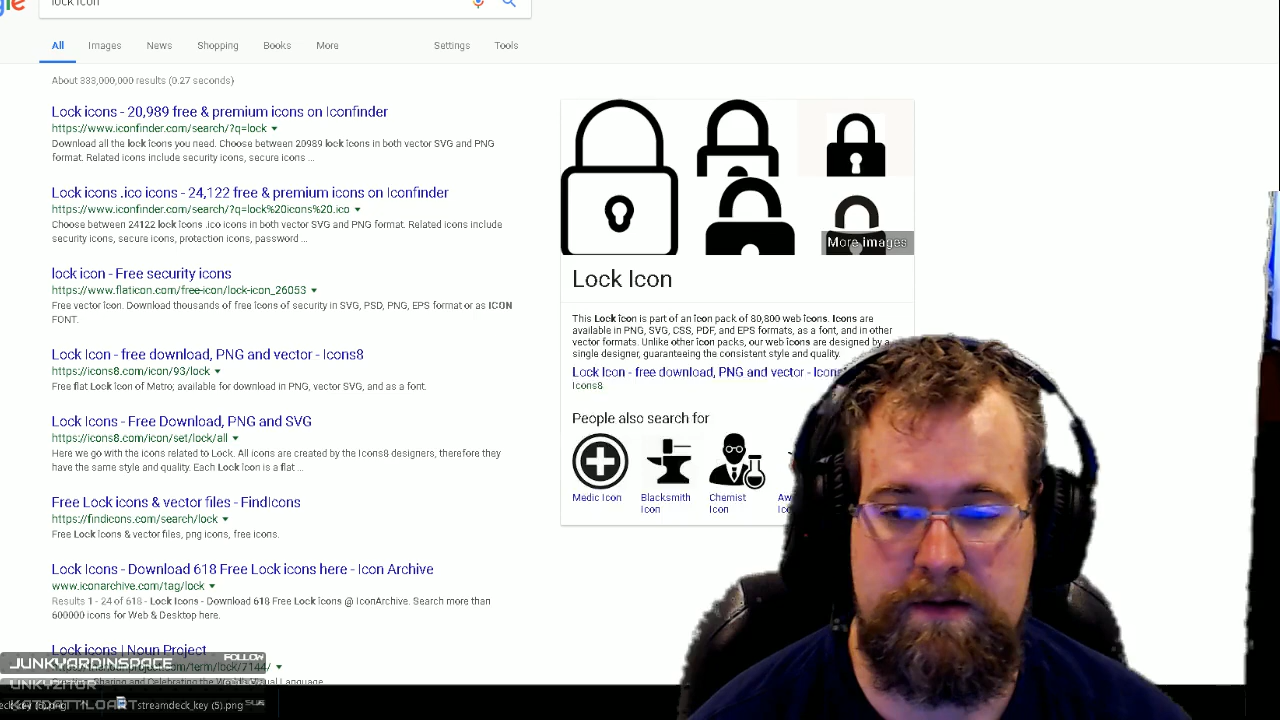 lock icon
All Images News Shopping Books More Settings Tools
About 333,000,000 results (0.27 seconds)
Lock icons - 20,989 free & premium icons on Iconfinder
https://www.iconfinder.com/search/?q=lock
Download all the lock icons you need. Choose between 20989 lock icons in both vector SVG and PNG
format. Related icons include security icons, secure icons ...
Lock icons .ico icons - 24,122 free & premium icons on Iconfinder
https://www.iconfinder.com/search/?q=lock%20icons%20.ico
Choose between 24122 lock icons .ico icons in both vector SVG and PNG format. Related icons include
security icons, secure icons, protection icons, password ...
lock icon - Free security icons
https://www.flaticon.com/free-icon/lock-icon_26053
Free vector icon. Download thousands of free icons of security in SVG, PSD, PNG, EPS format or as ICON
FONT.
Lock Icon - free download, PNG and vector - Icons8
https://icons8.com/icon/93/lock
Free flat Lock icon of Metro; available for download in PNG, vector SVG, and as a font.
Lock Icons - Free Download, PNG and SVG
https://icons8.com/icon/set/lock/all
Here we go with the icons related to Lock. All icons are created by the Icons8 designers, therefore they
have the same style and quality. Each Lock Icon is a flat ...
Free Lock icons & vector files - FindIcons
https://findicons.com/search/lock
Free Lock Icons & vector files, png icons, free icons.
Lock Icons - Download 618 Free Lock icons here - Icon Archive
www.iconarchive.com/tag/lock
Results 1 - 24 of 618 - Lock Icons - Download 618 Free Lock Icons @ IconArchive. Search more than
600000 icons for Web & Desktop here.
Lock icons | Noun Project
/term/lock/7144/
sharing and Celebrating the World's Visual Language
More images
Lock Icon
This Lock icon is part of an icon pack of 80,800 web icons. Icons are
available in PNG, SVG, CSS, PDF, and EPS formats, as a font, and in other
vector formats. Unlike other icon packs, our web icons are designed by a
single designer, guaranteeing the consistent style and quality.
Lock Icon - free download, PNG and vector - Icons
Icons8
People also search for
Medic Icon
Blacksmith
Icon
Chemist
Icon
JUNKYARDINSPACE FOLLOW
streamdeck_key (5).png